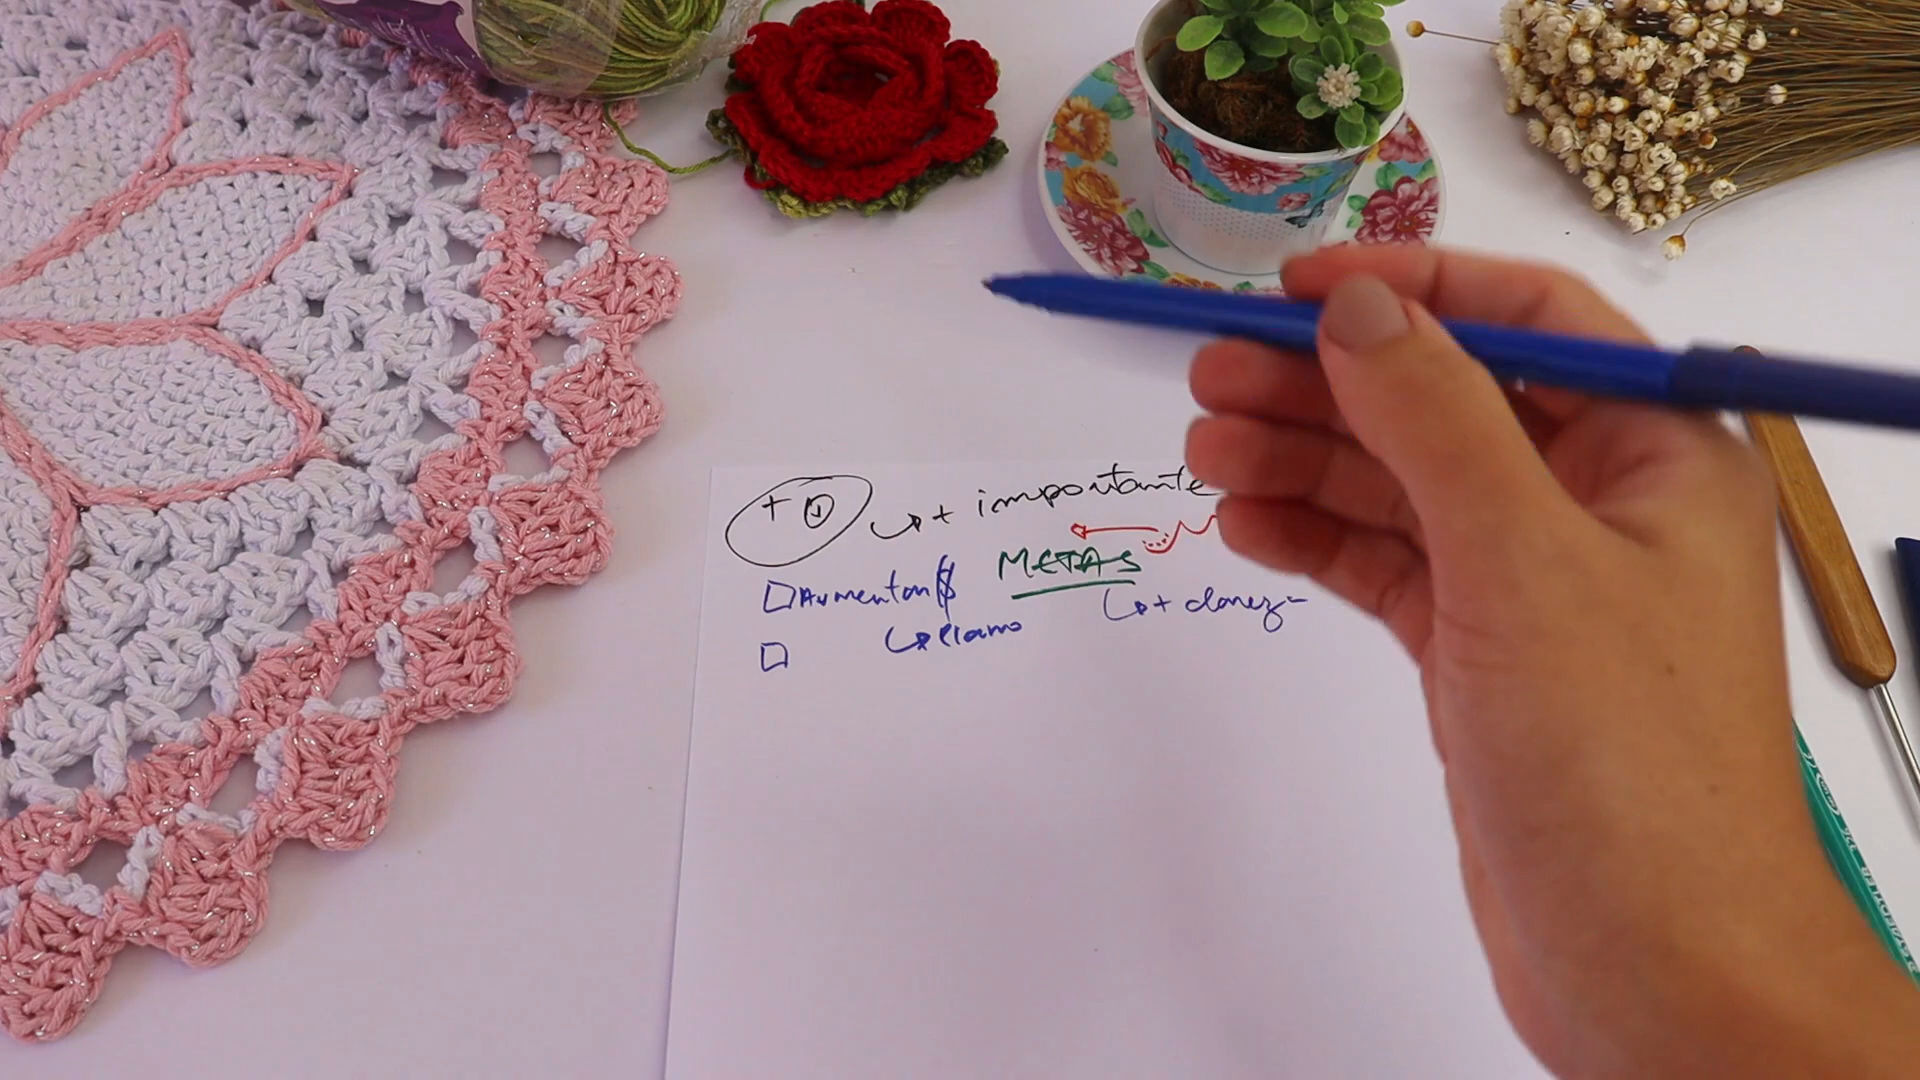 + ↓ ↳ + importante
METAS
□ Aumentar $ ↳ + clareza
□ ↳ Plano